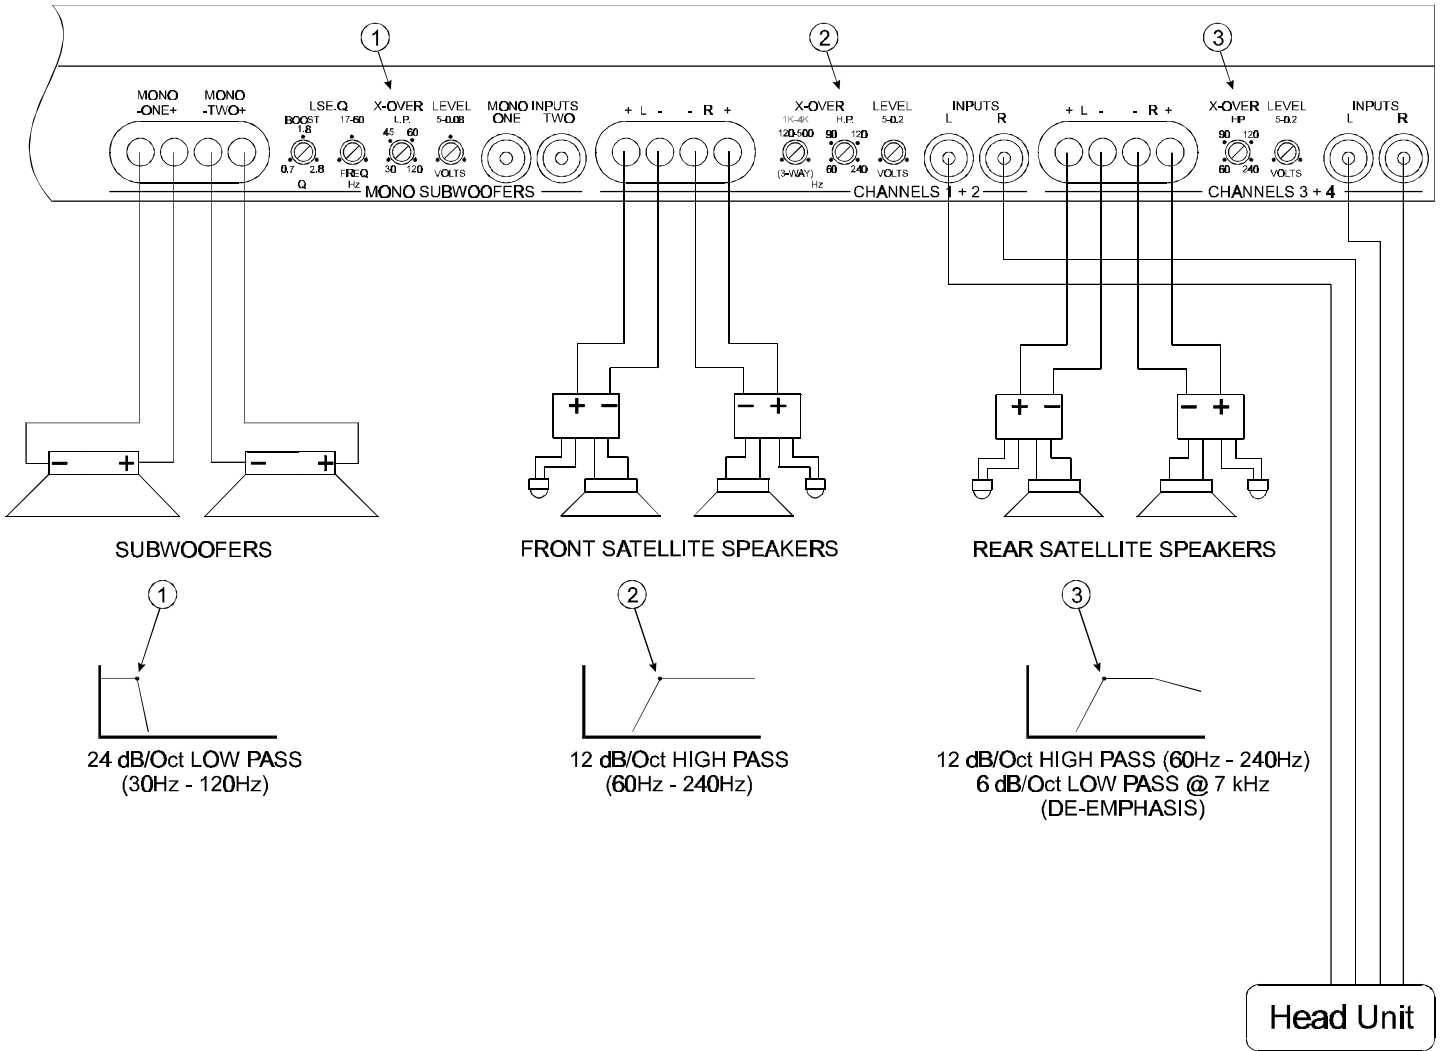 1
2
3
MONO
-ONE+
MONO
-TWO+
LSE.Q
BOOST
1.8
0.7
2.8
Q
17-60
FREQ
Hz
X-OVER
L.P.
45 60
30 120
LEVEL
5-0.08
VOLTS
MONO INPUTS
ONE TWO
MONO SUBWOOFERS
+ L - - R +
X-OVER
1K-4K
120-500
(3-WAY)
H.P.
90 120
60 240
Hz
LEVEL
5-0.2
VOLTS
INPUTS
L R
CHANNELS 1 + 2
+ L - - R +
X-OVER
HP
90 120
60 240
LEVEL
5-0.2
VOLTS
INPUTS
L R
CHANNELS 3 + 4
- +
- +
+ -
- +
+ -
- +
SUBWOOFERS
FRONT SATELLITE SPEAKERS
REAR SATELLITE SPEAKERS
1
2
3
24 dB/Oct LOW PASS
(30Hz - 120Hz)
12 dB/Oct HIGH PASS
(60Hz - 240Hz)
12 dB/Oct HIGH PASS (60Hz - 240Hz)
6 dB/Oct LOW PASS @ 7 kHz
(DE-EMPHASIS)
Head Unit